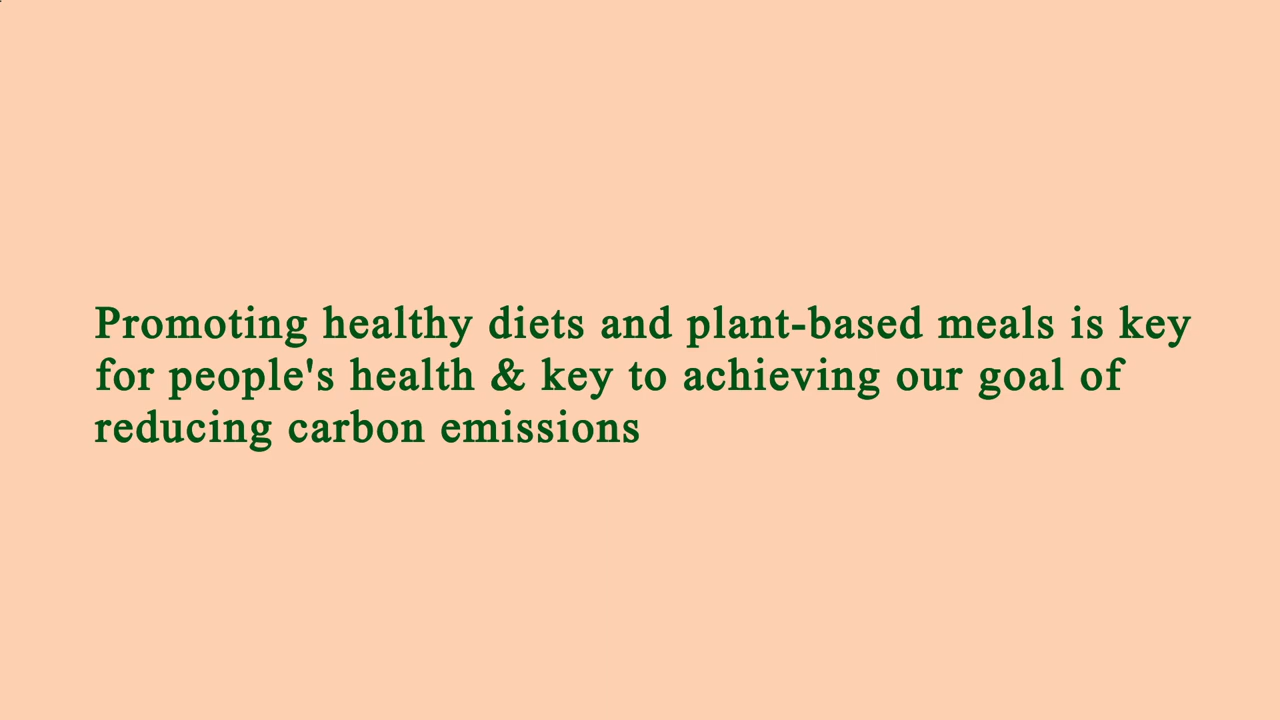 Promoting healthy diets and plant-based meals is key
for people's health & key to achieving our goal of
reducing carbon emissions